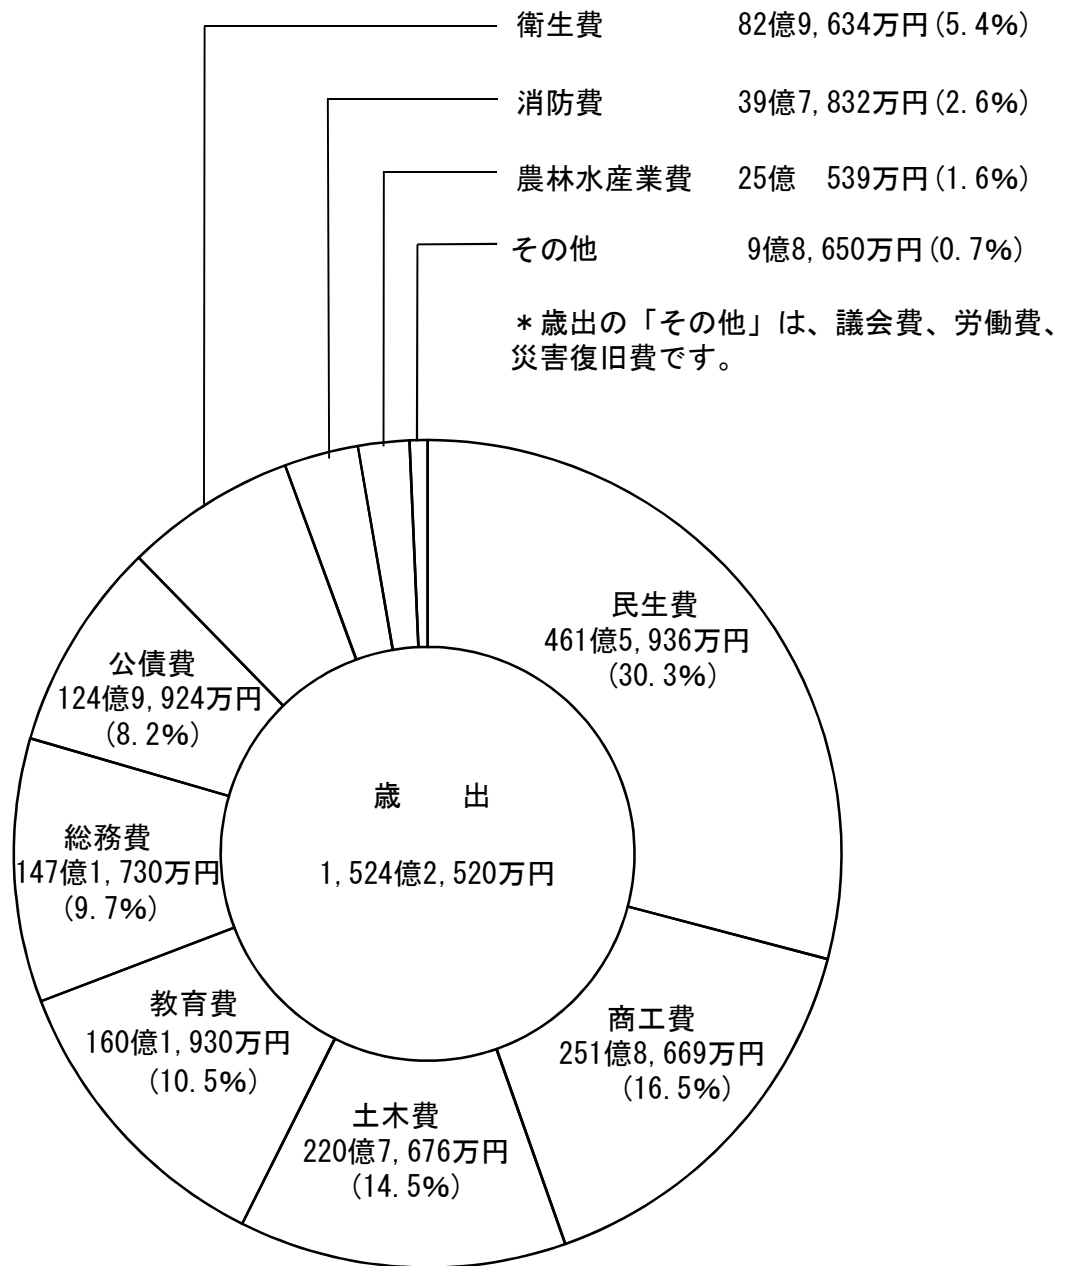 衛生費 82億9,634万円(5.4%)
消防費 39億7,832万円(2.6%)
農林水産業費 25億 539万円(1.6%)
その他 9億8,650万円(0.7%)
*歳出の「その他」は、議会費、労働費、
災害復旧費です。
民生費
461億5,936万円
(30.3%)
公債費
124億9,924万円
(8.2%)
歳 出
1,524億2,520万円
総務費
147億1,730万円
(9.7%)
教育費
160億1,930万円
(10.5%)
商工費
251億8,669万円
(16.5%)
土木費
220億7,676万円
(14.5%)